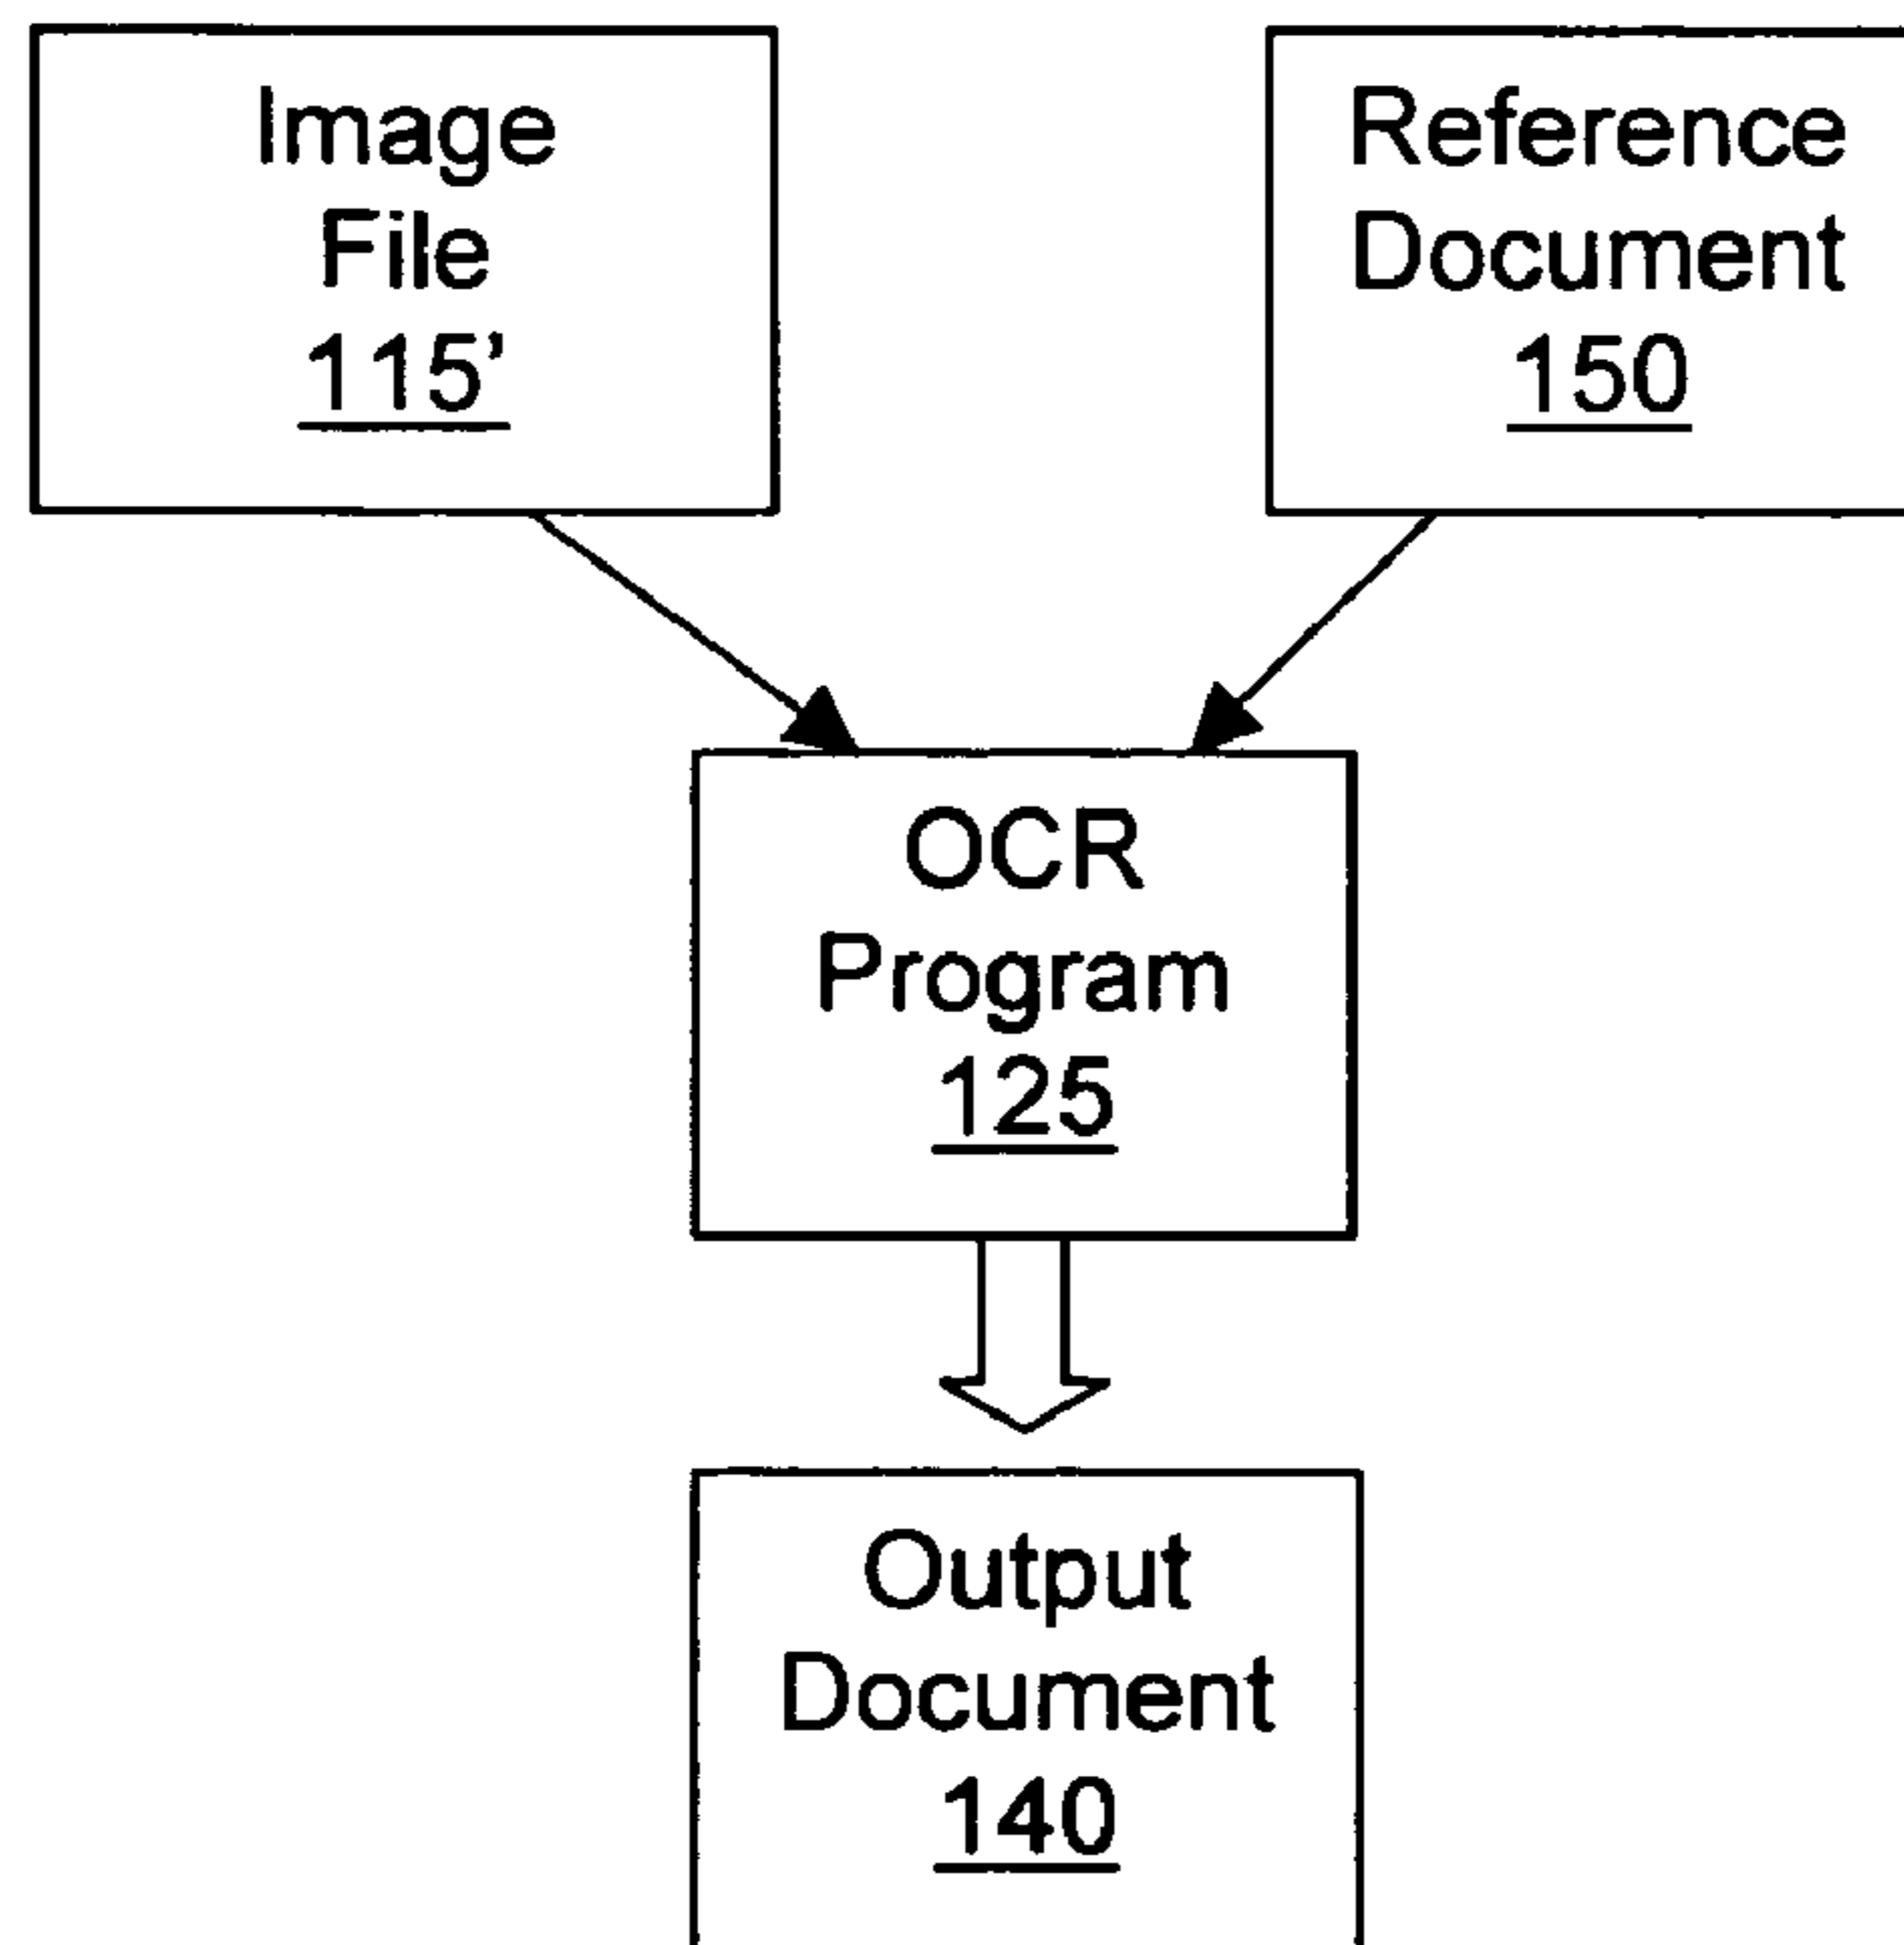 Image
File
115'
Reference
Document
150
OCR
Program
125
Output
Document
140